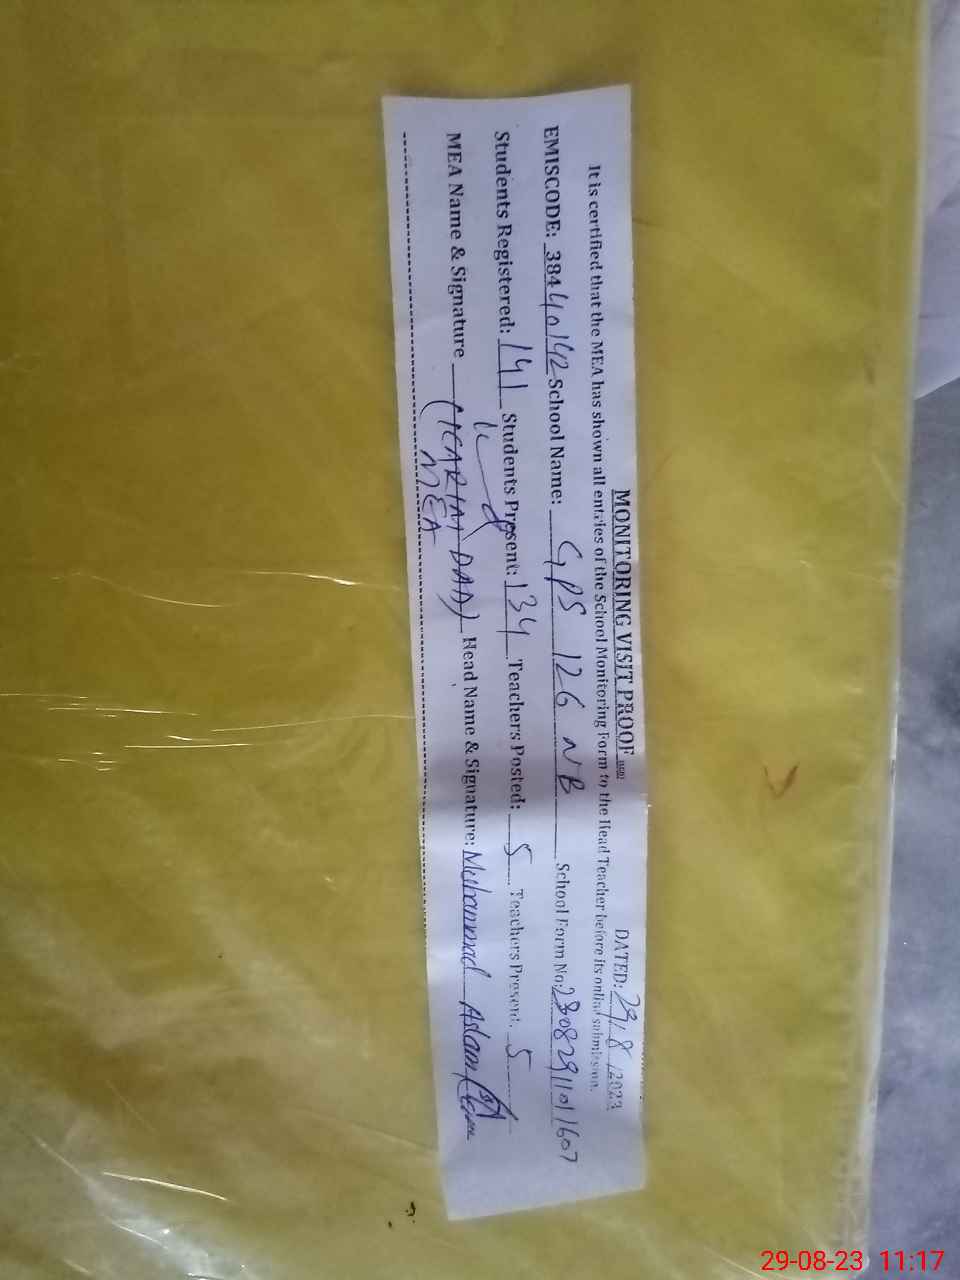 MONITORING VISIT PROOF
DATED: 29/8/2023
It is certified that the MEA has shown all entries of the School Monitoring Form to the Head Teacher before its online submission.
EMISCODE: 38440142 School Name: GPS 126 NB School Form No: 230829101607
Students Registered: 141 Students Present: 134 Teachers Posted: 5 Teachers Present: 5
MEA Name & Signature (KARIM DAD) Head Name & Signature: Muhammad Aslam
MEA
29-08-23 11:17